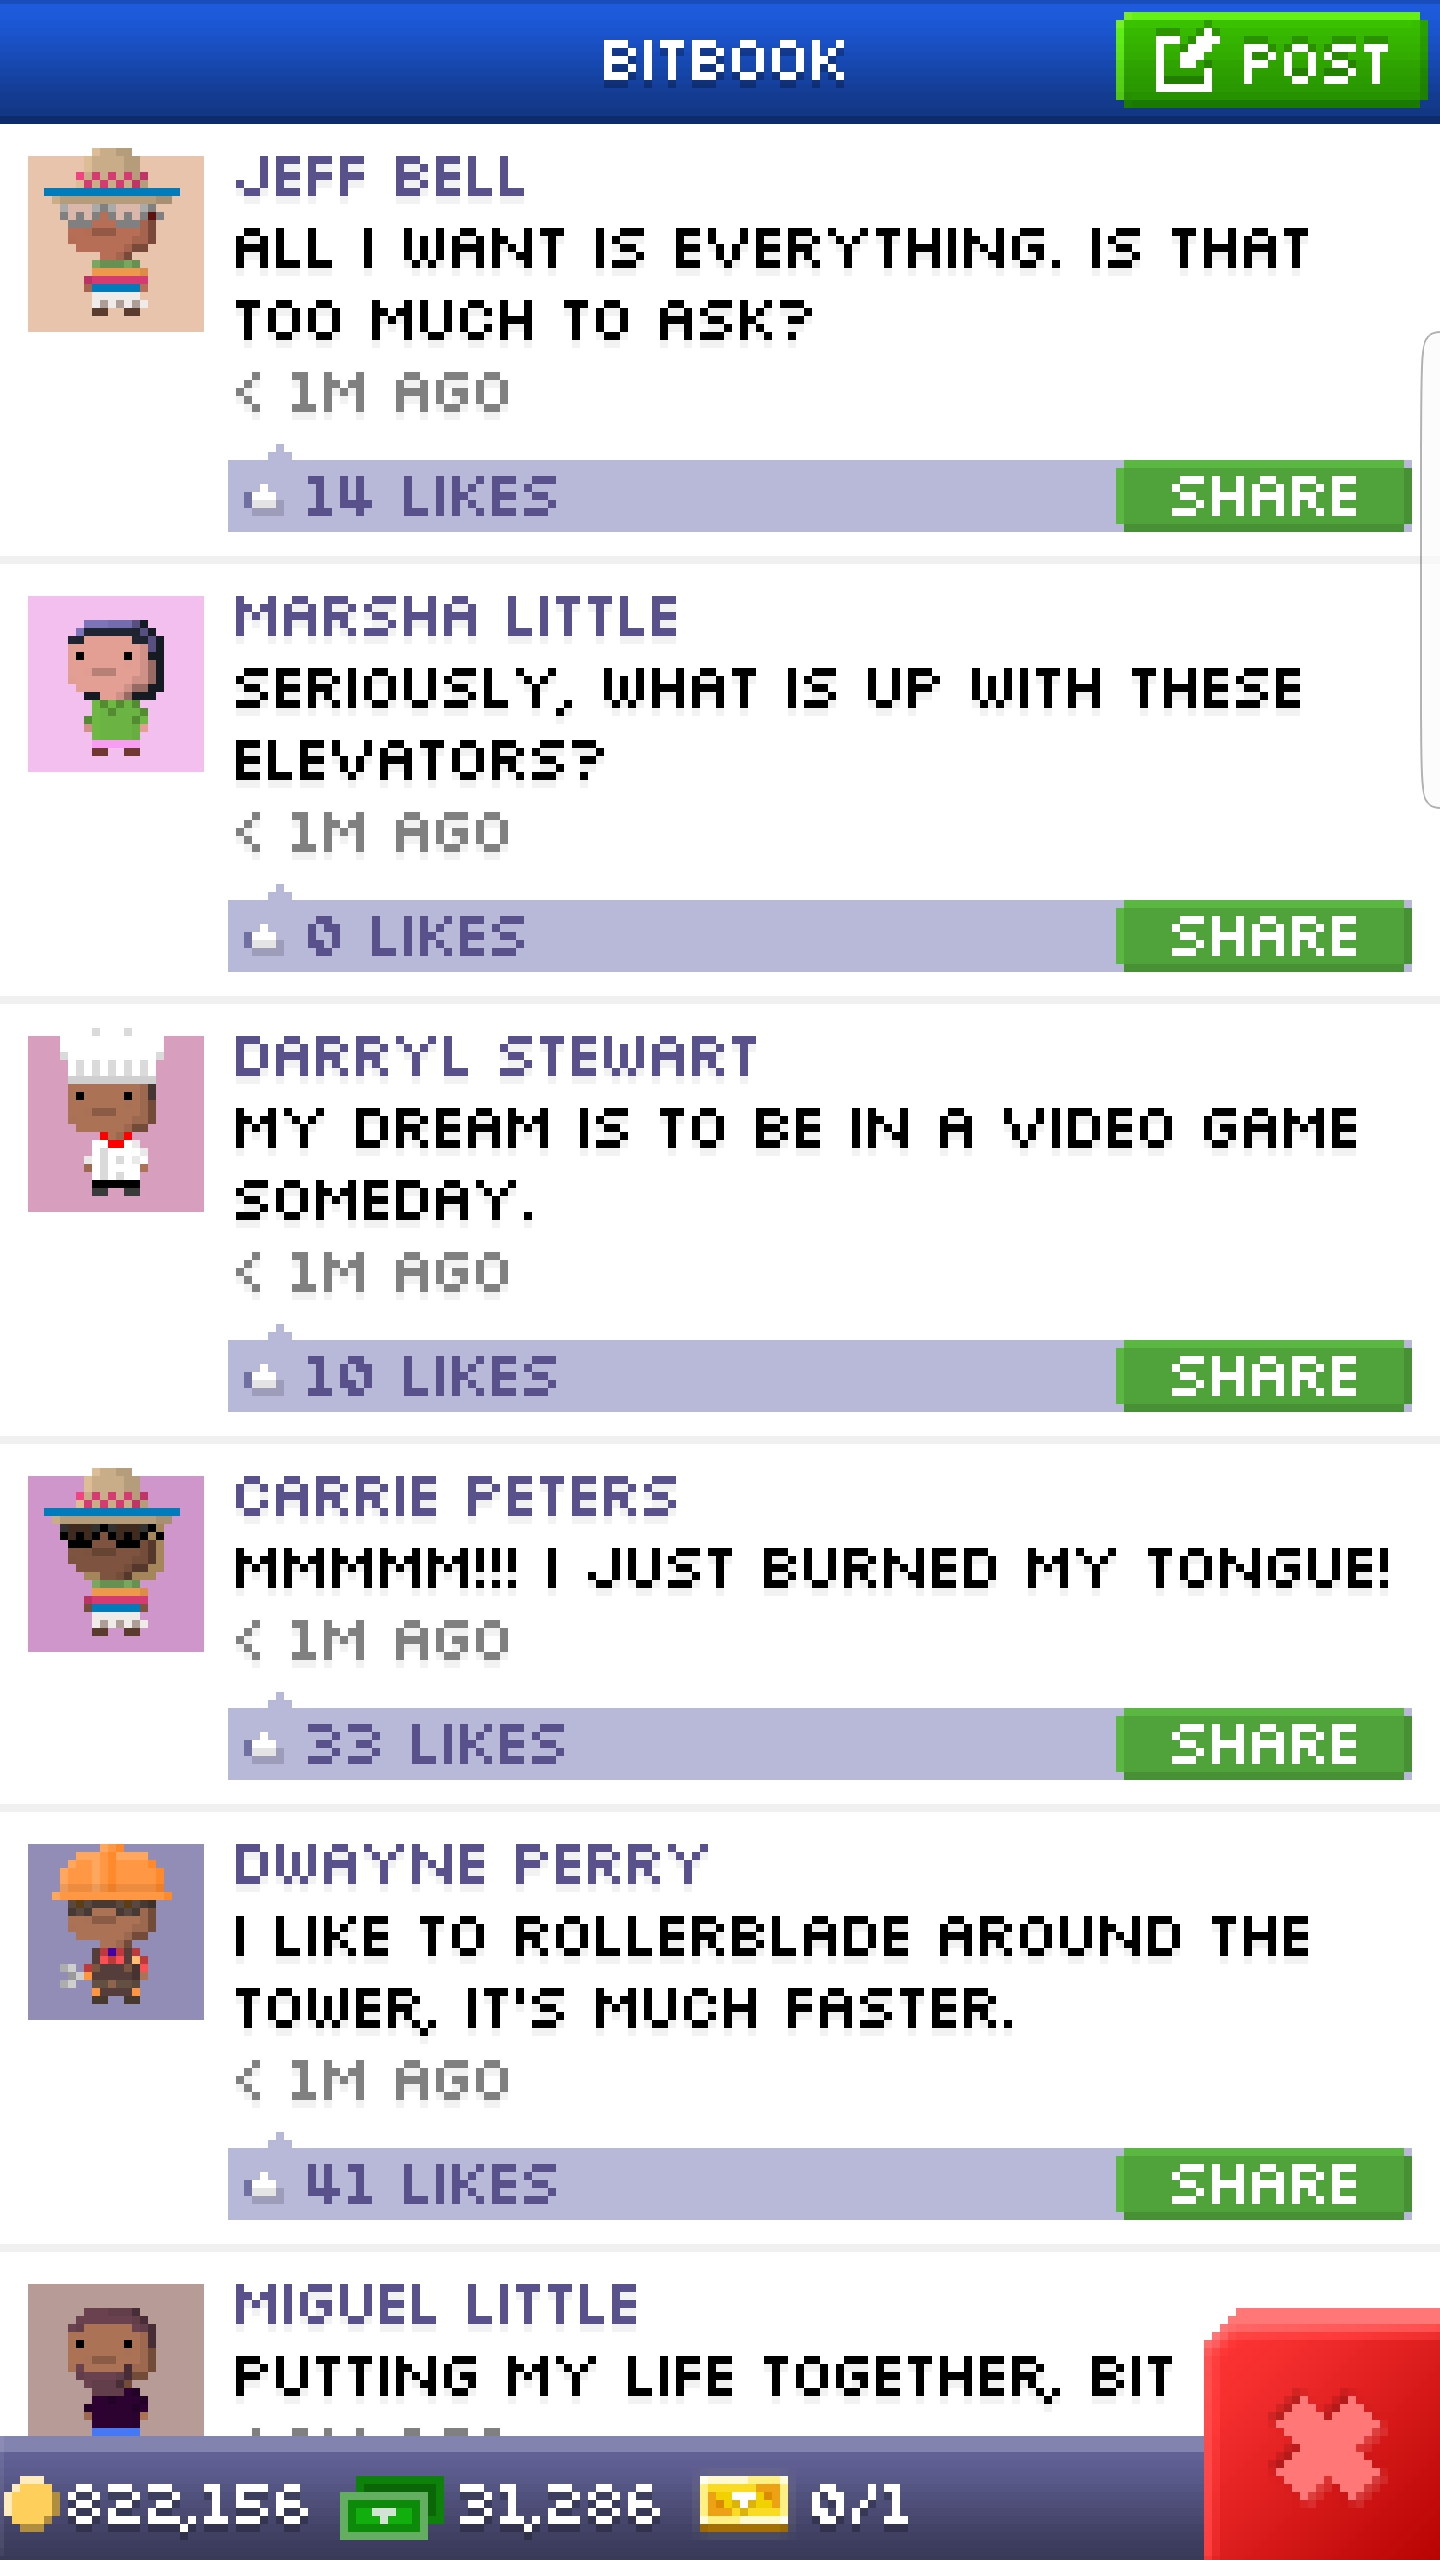 BITBOOK
POST
JEFF BELL
ALL I WANT IS EVERYTHING. IS THAT
TOO MUCH TO ASK?
< 1M AGO
14 LIKES
SHARE
MARSHA LITTLE
SERIOUSLY, WHAT IS UP WITH THESE
ELEVATORS?
< 1M AGO
0 LIKES
SHARE
DARRYL STEWART
MY DREAM IS TO BE IN A VIDEO GAME
SOMEDAY.
< 1M AGO
10 LIKES
SHARE
CARRIE PETERS
MMMMM!!! I JUST BURNED MY TONGUE!
< 1M AGO
33 LIKES
SHARE
DWAYNE PERRY
I LIKE TO ROLLERBLADE AROUND THE
TOWER, IT'S MUCH FASTER.
< 1M AGO
41 LIKES
SHARE
MIGUEL LITTLE
PUTTING MY LIFE TOGETHER, BIT
822,156
31,286
0/1